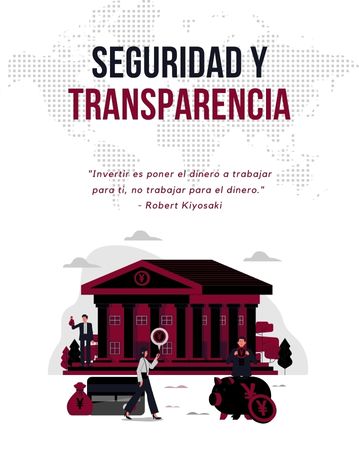 SEGURIDAD Y
TRANSPARENCIA
"Invertir es poner el dinero a trabajar
para ti, no trabajar para el dinero."
- Robert Kiyosaki
¥
¥
¥